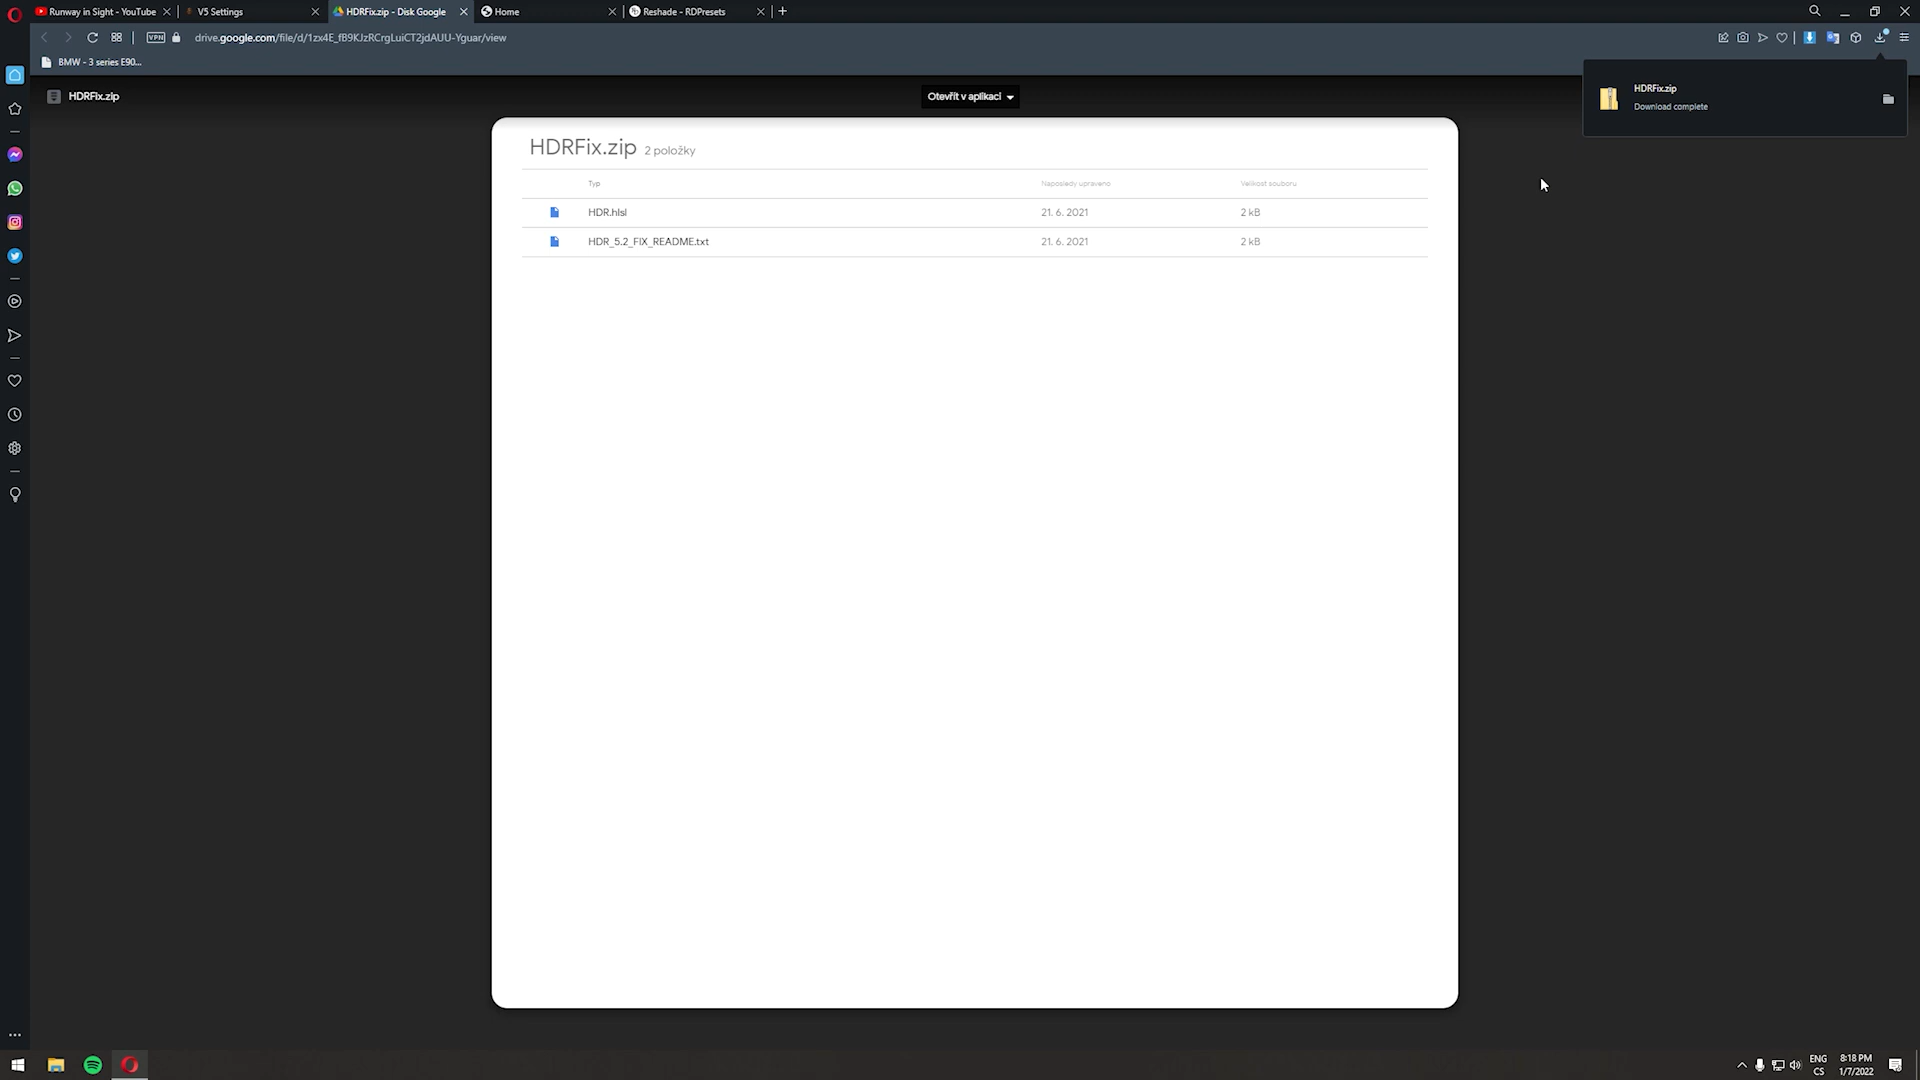 Runway in Sight - YouTube
V5 Settings
HDRFix.zip - Disk Google
Home
Reshade - RDPresets
VPN
drive.google.com/file/d/1zx4E_fB9KJzRCrgLuiCT2jdAUU-Yguar/view
BMW - 3 series E90...
HDRFix.zip
Otevřít v aplikaci
HDRFix.zip
Download complete
HDRFix.zip 2 položky
Typ Naposledy upraveno Velikost souboru
HDR.hlsl 21. 6. 2021 2 kB
HDR_5.2_FIX_README.txt 21. 6. 2021 2 kB
ENG 8:18 PM
CS 1/7/2022